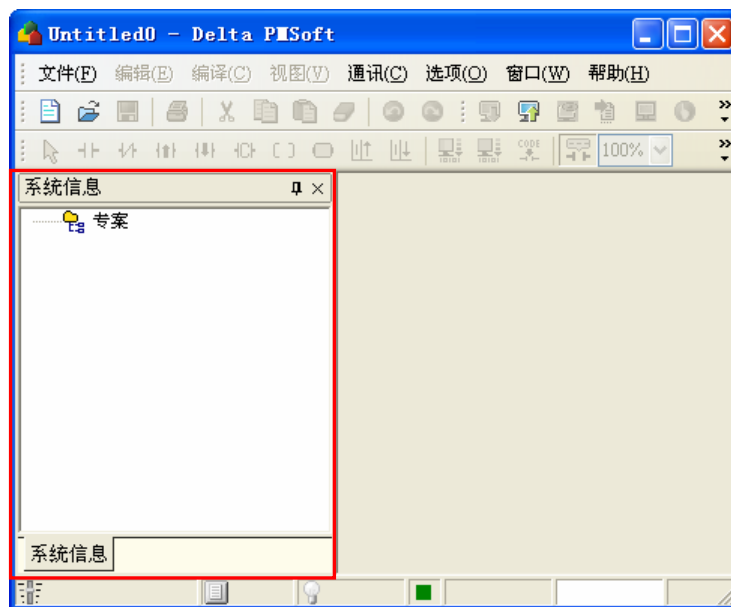 Untitled0 - Delta PMSoft
文件(F) 编辑(E) 编译(C) 视图(V) 通讯(C) 选项(O) 窗口(W) 帮助(H)
CODE
100%
系统信息
专案
系统信息